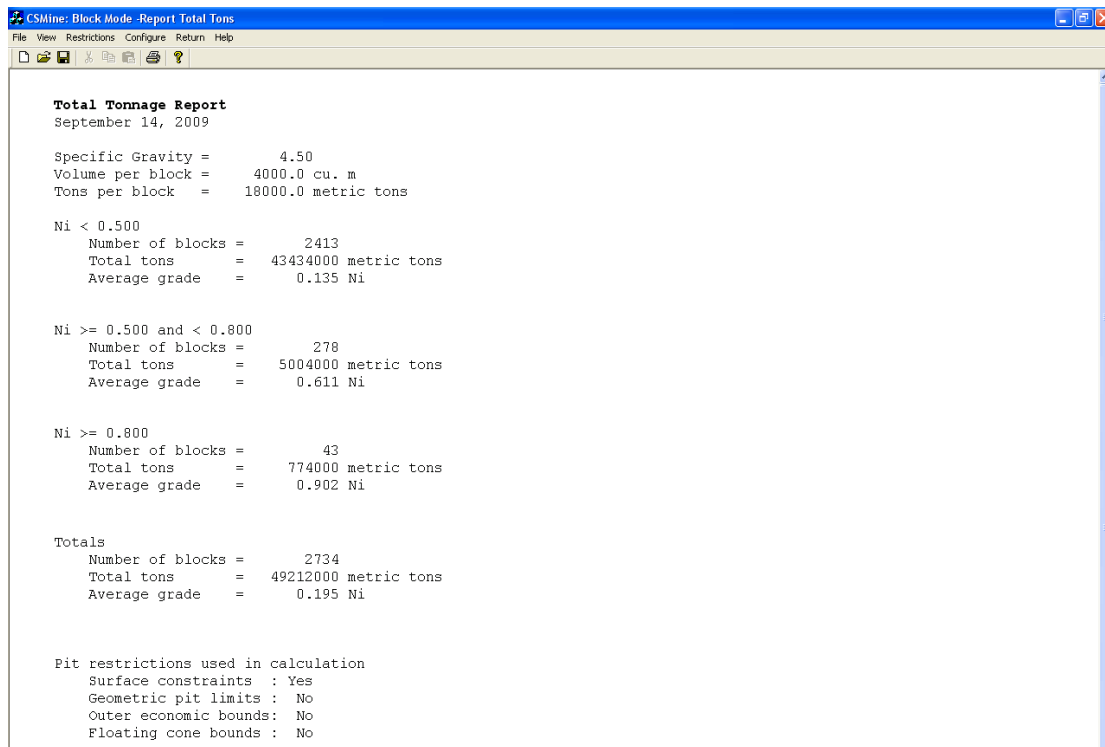 CSMine: Block Mode -Report Total Tons
File View Restrictions Configure Return Help
Total Tonnage Report
September 14, 2009
Specific Gravity = 4.50
Volume per block = 4000.0 cu. m
Tons per block = 18000.0 metric tons
Ni < 0.500
Number of blocks = 2413
Total tons = 43434000 metric tons
Average grade = 0.135 Ni
Ni >= 0.500 and < 0.800
Number of blocks = 278
Total tons = 5004000 metric tons
Average grade = 0.611 Ni
Ni >= 0.800
Number of blocks = 43
Total tons = 774000 metric tons
Average grade = 0.902 Ni
Totals
Number of blocks = 2734
Total tons = 49212000 metric tons
Average grade = 0.195 Ni
Pit restrictions used in calculation
Surface constraints : Yes
Geometric pit limits : No
Outer economic bounds: No
Floating cone bounds : No